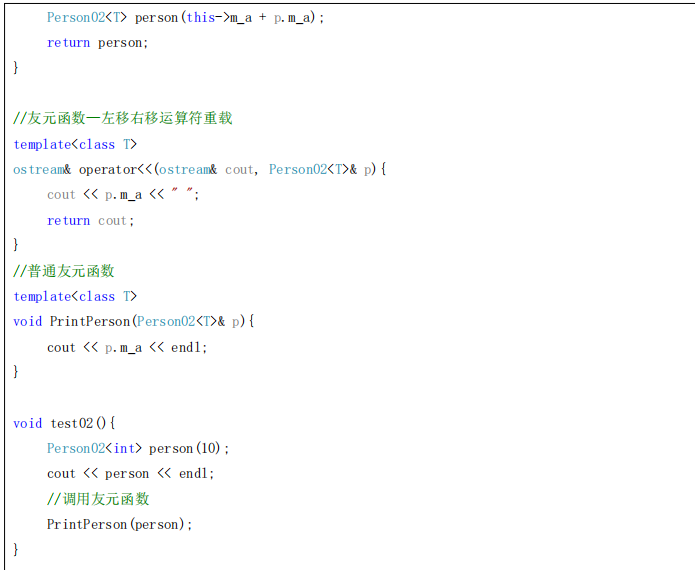 Person02<T> person(this->m_a + p.m_a);
return person;
}
//友元函数—左移右移运算符重载
template<class T>
ostream& operator<<(ostream& cout, Person02<T>& p){
cout << p.m_a << " ";
return cout;
}
//普通友元函数
template<class T>
void PrintPerson(Person02<T>& p){
cout << p.m_a << endl;
}
void test02(){
Person02<int> person(10);
cout << person << endl;
//调用友元函数
PrintPerson(person);
}